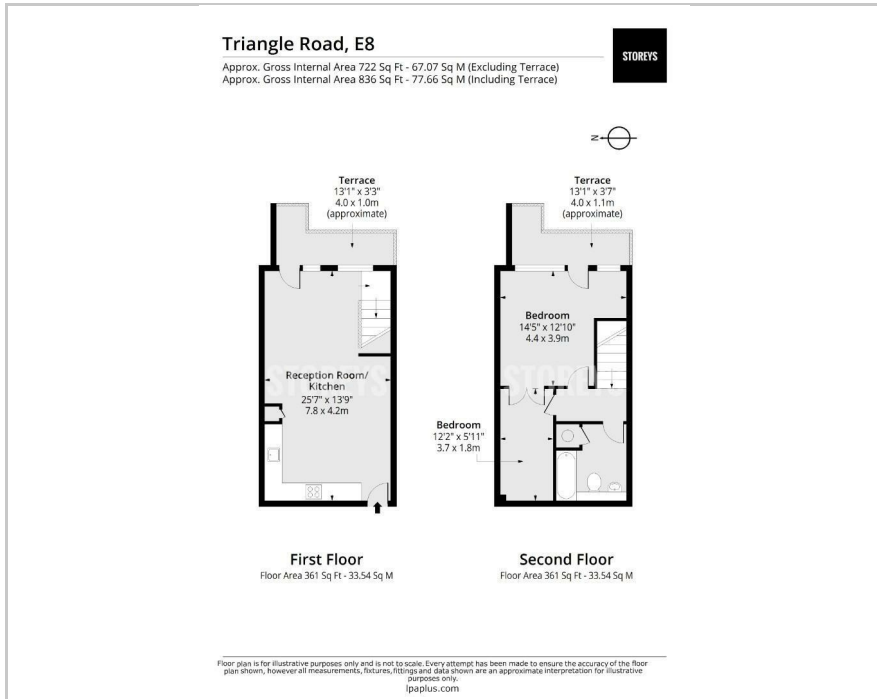 Triangle Road, E8
Approx. Gross Internal Area 722 Sq Ft - 67.07 Sq M (Excluding Terrace)
Approx. Gross Internal Area 836 Sq Ft - 77.66 Sq M (Including Terrace)
STOREYS
N
Terrace
13'1" x 3'3"
4.0 x 1.0m
(approximate)
Reception Room/
Kitchen
25'7" x 13'9"
7.8 x 4.2m
STOREYS
First Floor
Floor Area 361 Sq Ft - 33.54 Sq M
Terrace
13'1" x 3'7"
4.0 x 1.1m
(approximate)
Bedroom
14'5" x 12'10"
4.4 x 3.9m
STOREYS
Bedroom
12'2" x 5'11"
3.7 x 1.8m
Second Floor
Floor Area 361 Sq Ft - 33.54 Sq M
Floor plan is for illustrative purposes only and is not to scale. Every attempt has been made to ensure the accuracy of the floor
plan shown, however all measurements, fixtures, fittings and data shown are an approximate interpretation for illustrative
purposes only.
lpaplus.com